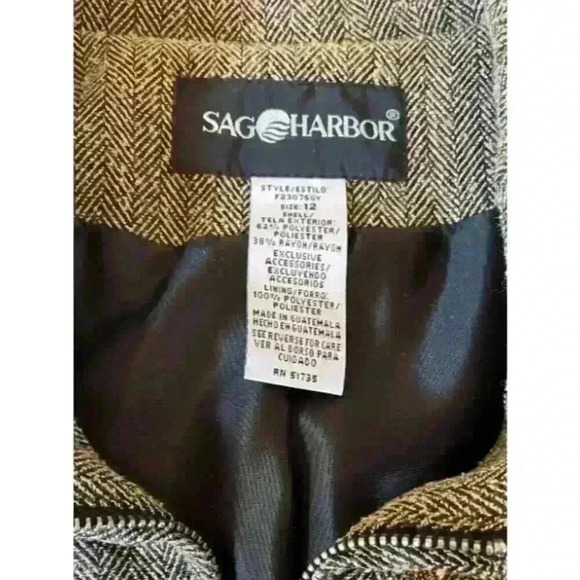 SAG HARBOR®
STYLE/ESTILO
SIZE: 12
SHELL/
TELA EXTERIOR
62% POLYESTER/
POLIESTER
38% RAYON/RAYON
EXCLUSIVE
ACCESSORIES/
EXCLUYENDO
ACCESORIOS
LINING/FORRO:
100% POLYESTER/
POLIESTER
MADE IN GUATEMALA
HECHO EN GUATEMALA
SEE REVERSE FOR CARE
VER AL DORSO PARA
CUIDADO
RN 51735